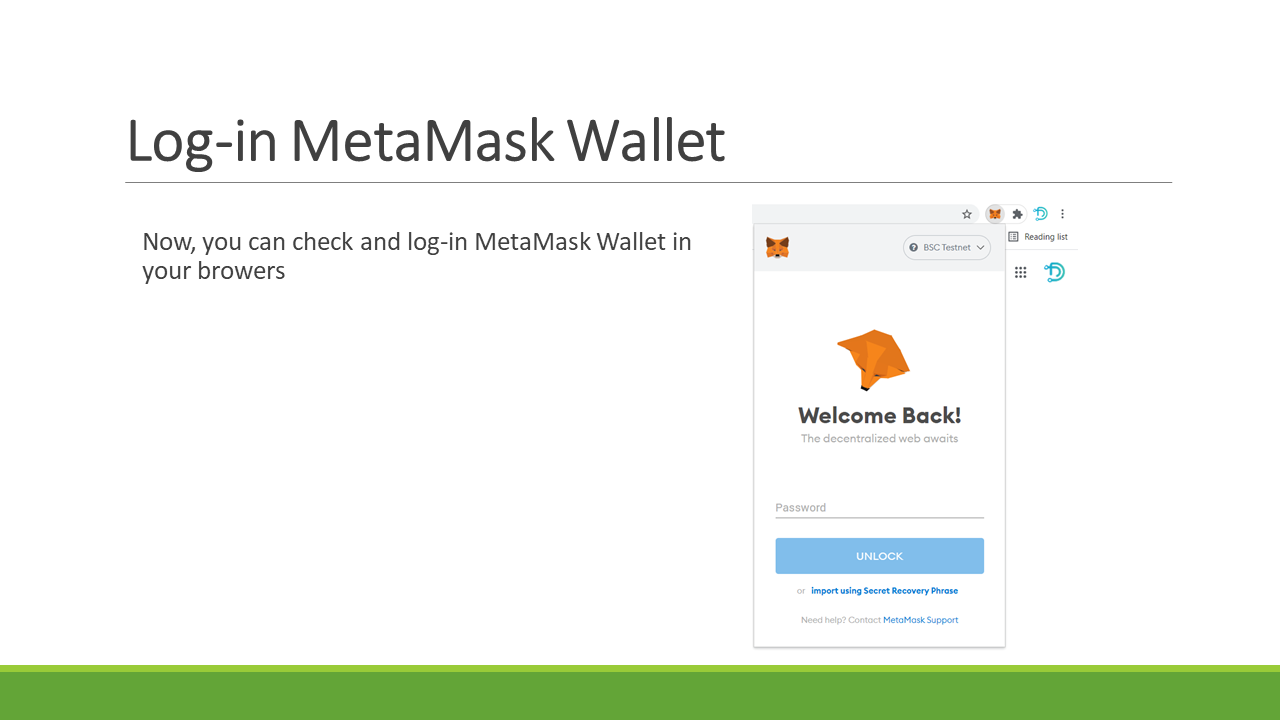 Log-in MetaMask Wallet
Now, you can check and log-in MetaMask Wallet in
your browers
Reading list
BSC Testnet
Welcome Back!
The decentralized web awaits
Password
UNLOCK
or import using Secret Recovery Phrase
Need help? Contact MetaMask Support